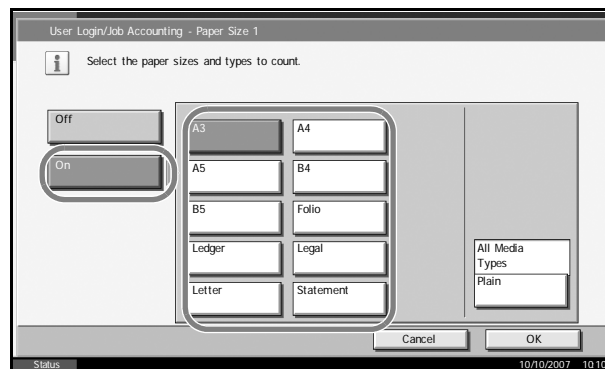 User Login/Job Accounting - Paper Size 1
i Select the paper sizes and types to count.
Off
On
A3 A4
A5 B4
B5 Folio
Ledger Legal
Letter Statement
All Media
Types
Plain
Cancel OK
Status 10/10/2007 10:10